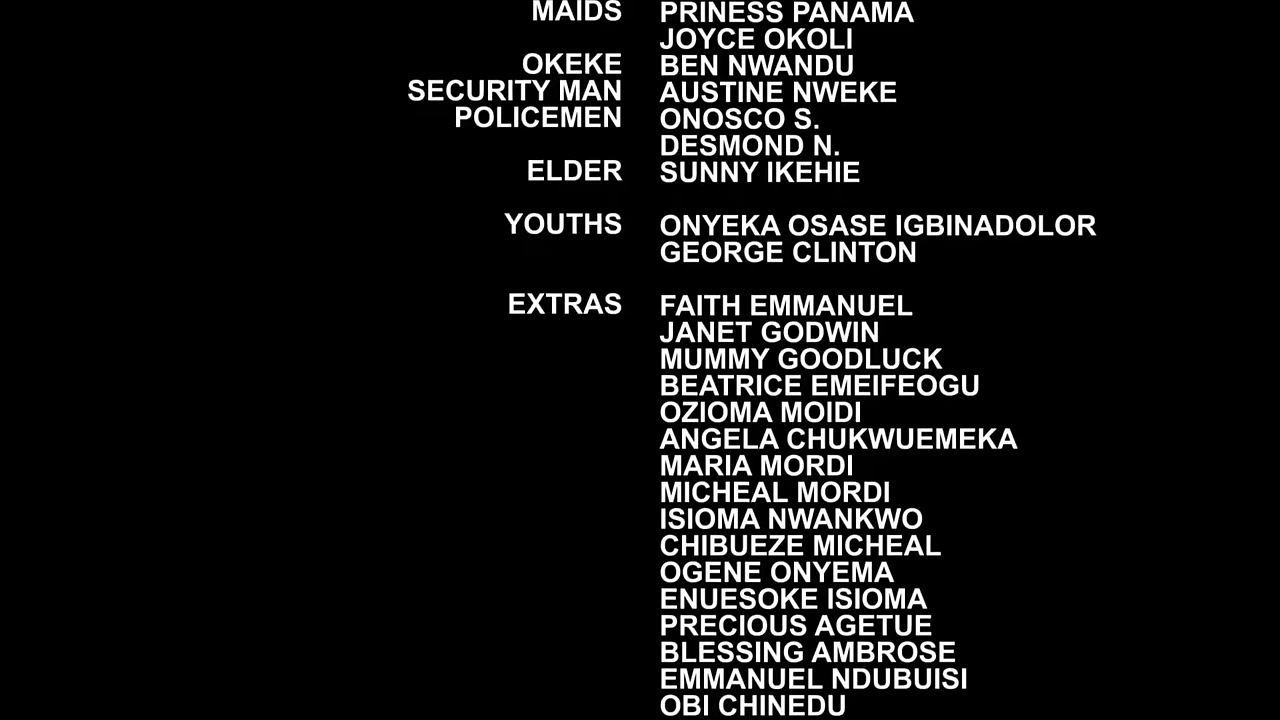 MAIDS PRINESS PANAMA
JOYCE OKOLI
OKEKE BEN NWANDU
SECURITY MAN AUSTINE NWEKE
POLICEMEN ONOSCO S.
DESMOND N.
ELDER SUNNY IKEHIE
YOUTHS ONYEKA OSASE IGBINADOLOR
GEORGE CLINTON
EXTRAS FAITH EMMANUEL
JANET GODWIN
MUMMY GOODLUCK
BEATRICE EMEIFEOGU
OZIOMA MOIDI
ANGELA CHUKWUEMEKA
MARIA MORDI
MICHEAL MORDI
ISIOMA NWANKWO
CHIBUEZE MICHEAL
OGENE ONYEMA
ENUESOKE ISIOMA
PRECIOUS AGETUE
BLESSING AMBROSE
EMMANUEL NDUBUISI
OBI CHINEDU